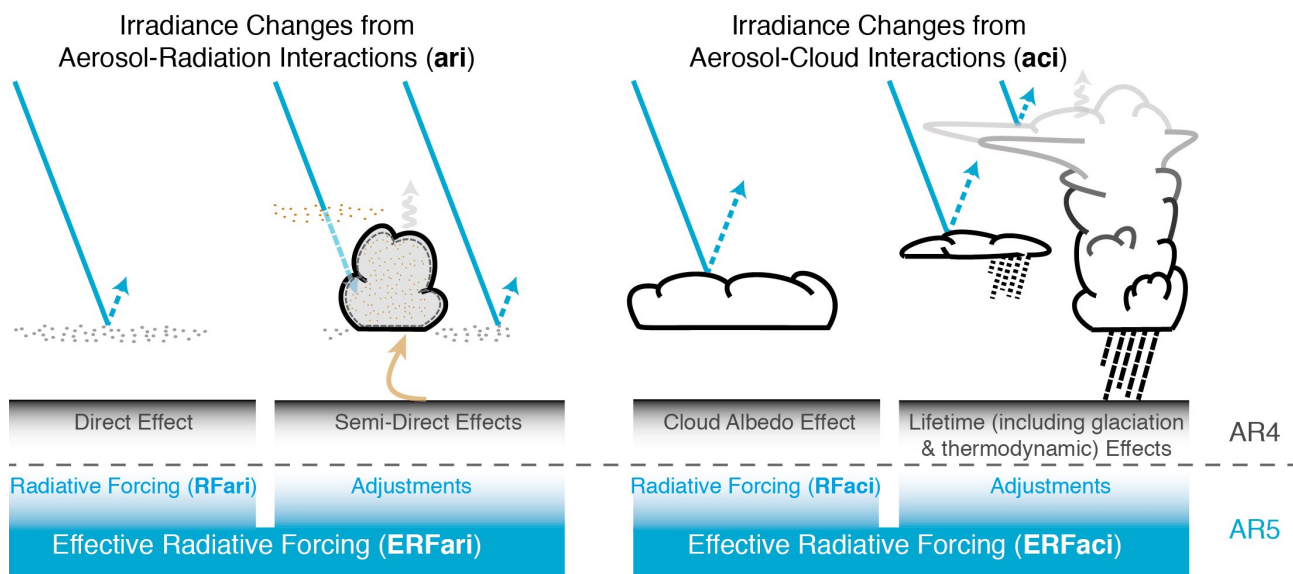 Irradiance Changes from
Aerosol-Radiation Interactions (ari)
Irradiance Changes from
Aerosol-Cloud Interactions (aci)
Direct Effect
Semi-Direct Effects
Cloud Albedo Effect
Lifetime (including glaciation
& thermodynamic) Effects
AR4
Radiative Forcing (RFari)
Adjustments
Radiative Forcing (RFaci)
Adjustments
Effective Radiative Forcing (ERFari)
Effective Radiative Forcing (ERFaci)
AR5